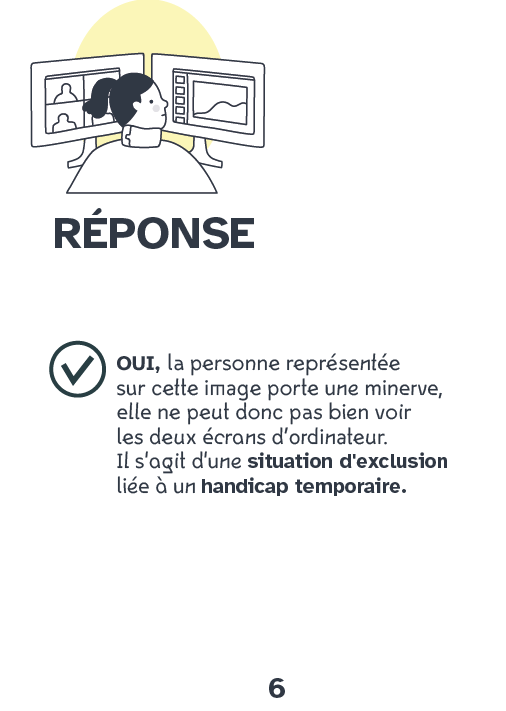 RÉPONSE
OUI, la personne représentée
sur cette image porte une minerve,
elle ne peut donc pas bien voir
les deux écrans d'ordinateur.
Il s'agit d'une situation d'exclusion
liée à un handicap temporaire.
6